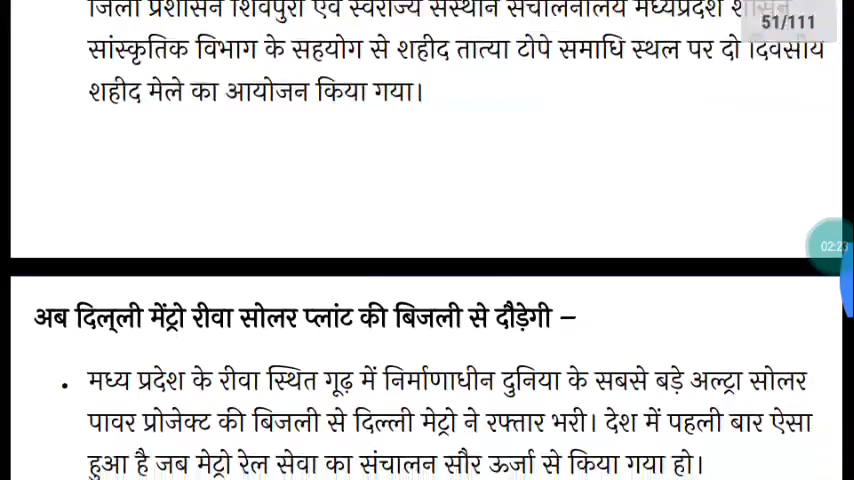 जिला प्रशासन शिवपुरी एवं स्वराज्य संस्थान संचालनालय मध्यप्रदेश शासन
51/111
सांस्कृतिक विभाग के सहयोग से शहीद तात्या टोपे समाधि स्थल पर दो दिवसीय
शहीद मेले का आयोजन किया गया।
02:23
अब दिल्ली मेंट्रो रीवा सोलर प्लांट की बिजली से दौड़ेगी –
• मध्य प्रदेश के रीवा स्थित गूढ़ में निर्माणाधीन दुनिया के सबसे बड़े अल्ट्रा सोलर
पावर प्रोजेक्ट की बिजली से दिल्ली मेट्रो ने रफ्तार भरी। देश में पहली बार ऐसा
हुआ है जब मेट्रो रेल सेवा का संचालन सौर ऊर्जा से किया गया हो।